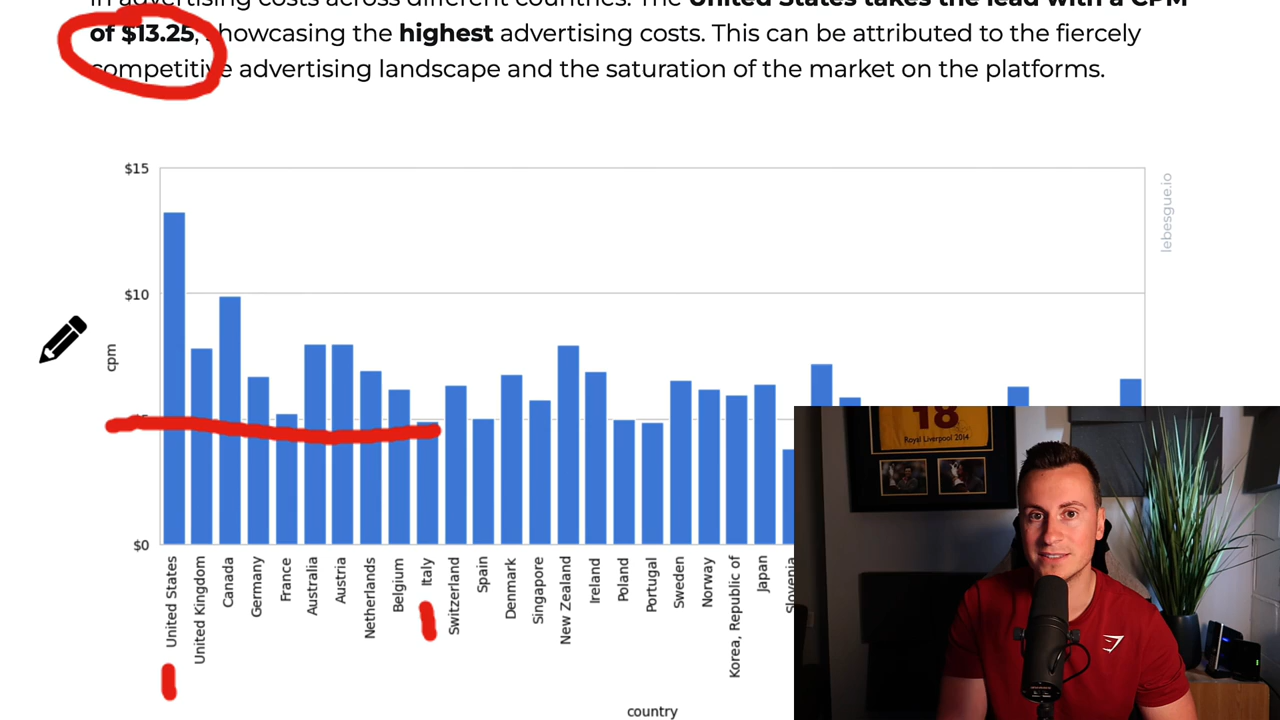 in advertising costs across different countries. The United States takes the lead with a CPM
of $13.25, showcasing the highest advertising costs. This can be attributed to the fiercely
competitive advertising landscape and the saturation of the market on the platforms.
$15
$10
$0
cpm
lebesgue.io
United States
United Kingdom
Canada
Germany
France
Australia
Austria
Netherlands
Belgium
Italy
Switzerland
Spain
Denmark
Singapore
New Zealand
Ireland
Poland
Portugal
Sweden
Norway
Korea, Republic of
Japan
Slovenia
country
18
Royal Liverpool 2014